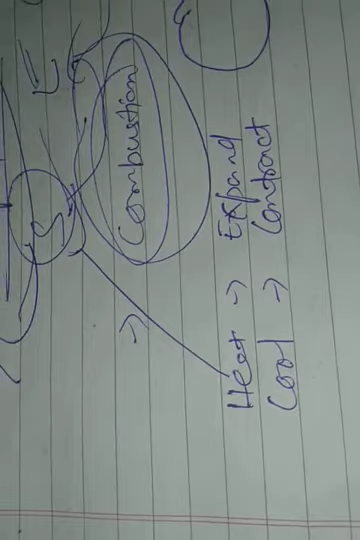 Combustion
Heat → Expand
Cool → Contract